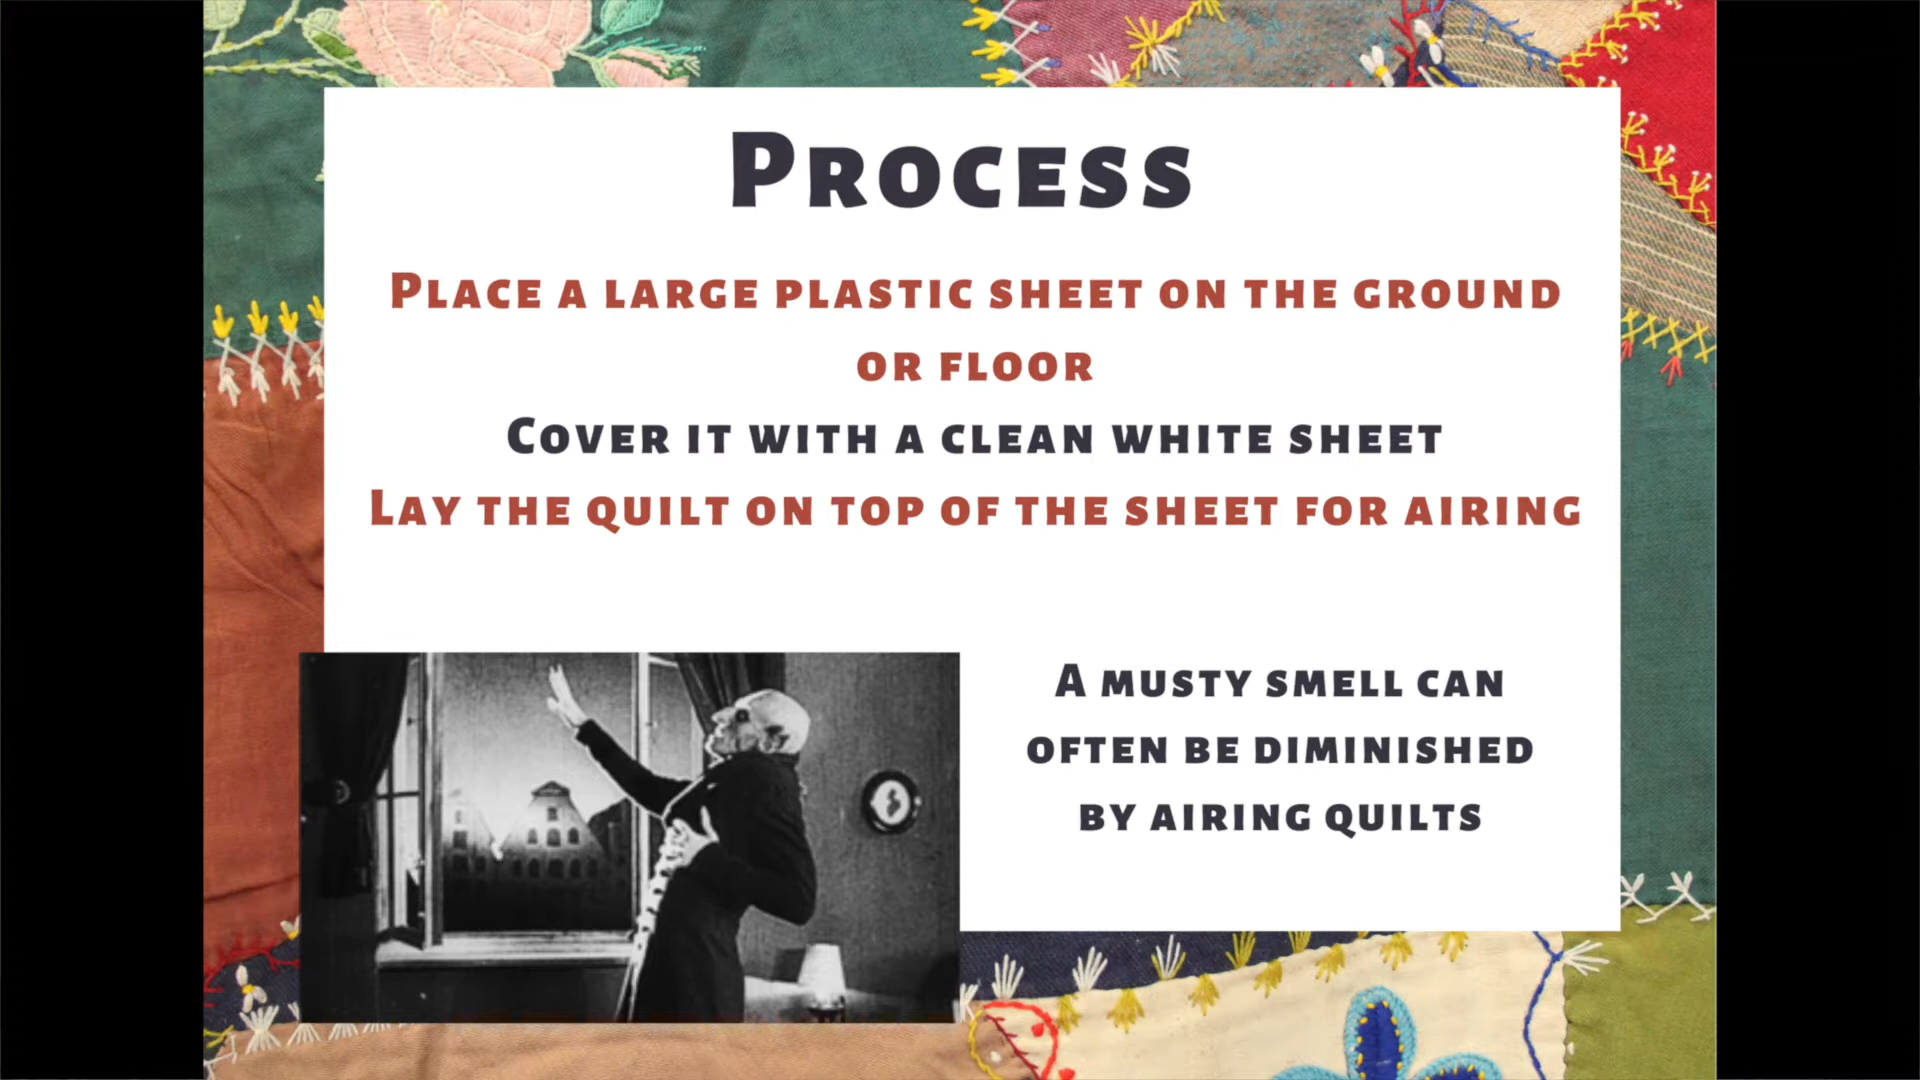 Process
Place a large plastic sheet on the ground
or floor
Cover it with a clean white sheet
Lay the quilt on top of the sheet for airing
A musty smell can
often be diminished
by airing quilts